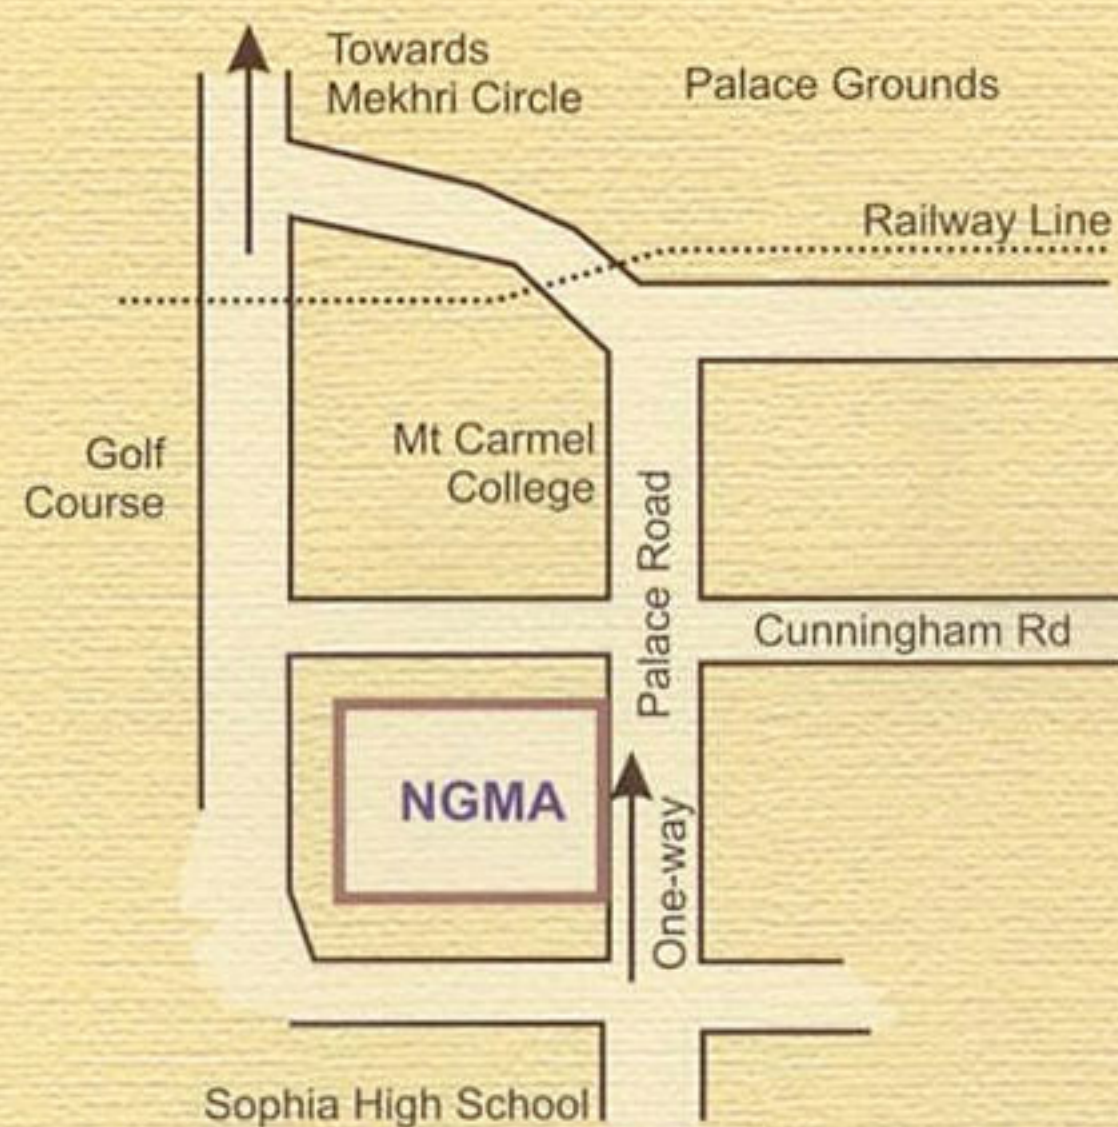 Towards
Mekhri Circle
Palace Grounds
Railway Line
Golf
Course
Mt Carmel
College
Palace Road
Cunningham Rd
NGMA
One-way
Sophia High School